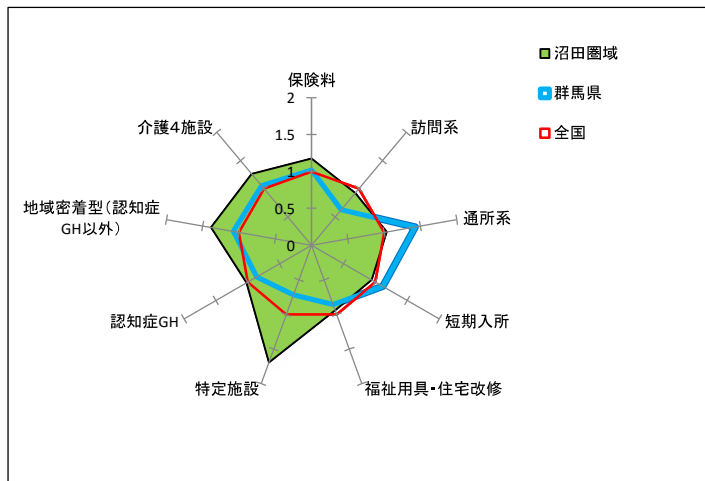 沼田圏域
群馬県
全国
保険料
訪問系
通所系
短期入所
福祉用具・住宅改修
特定施設
認知症GH
地域密着型(認知症
GH以外)
介護4施設
2
1.5
1
0.5
0